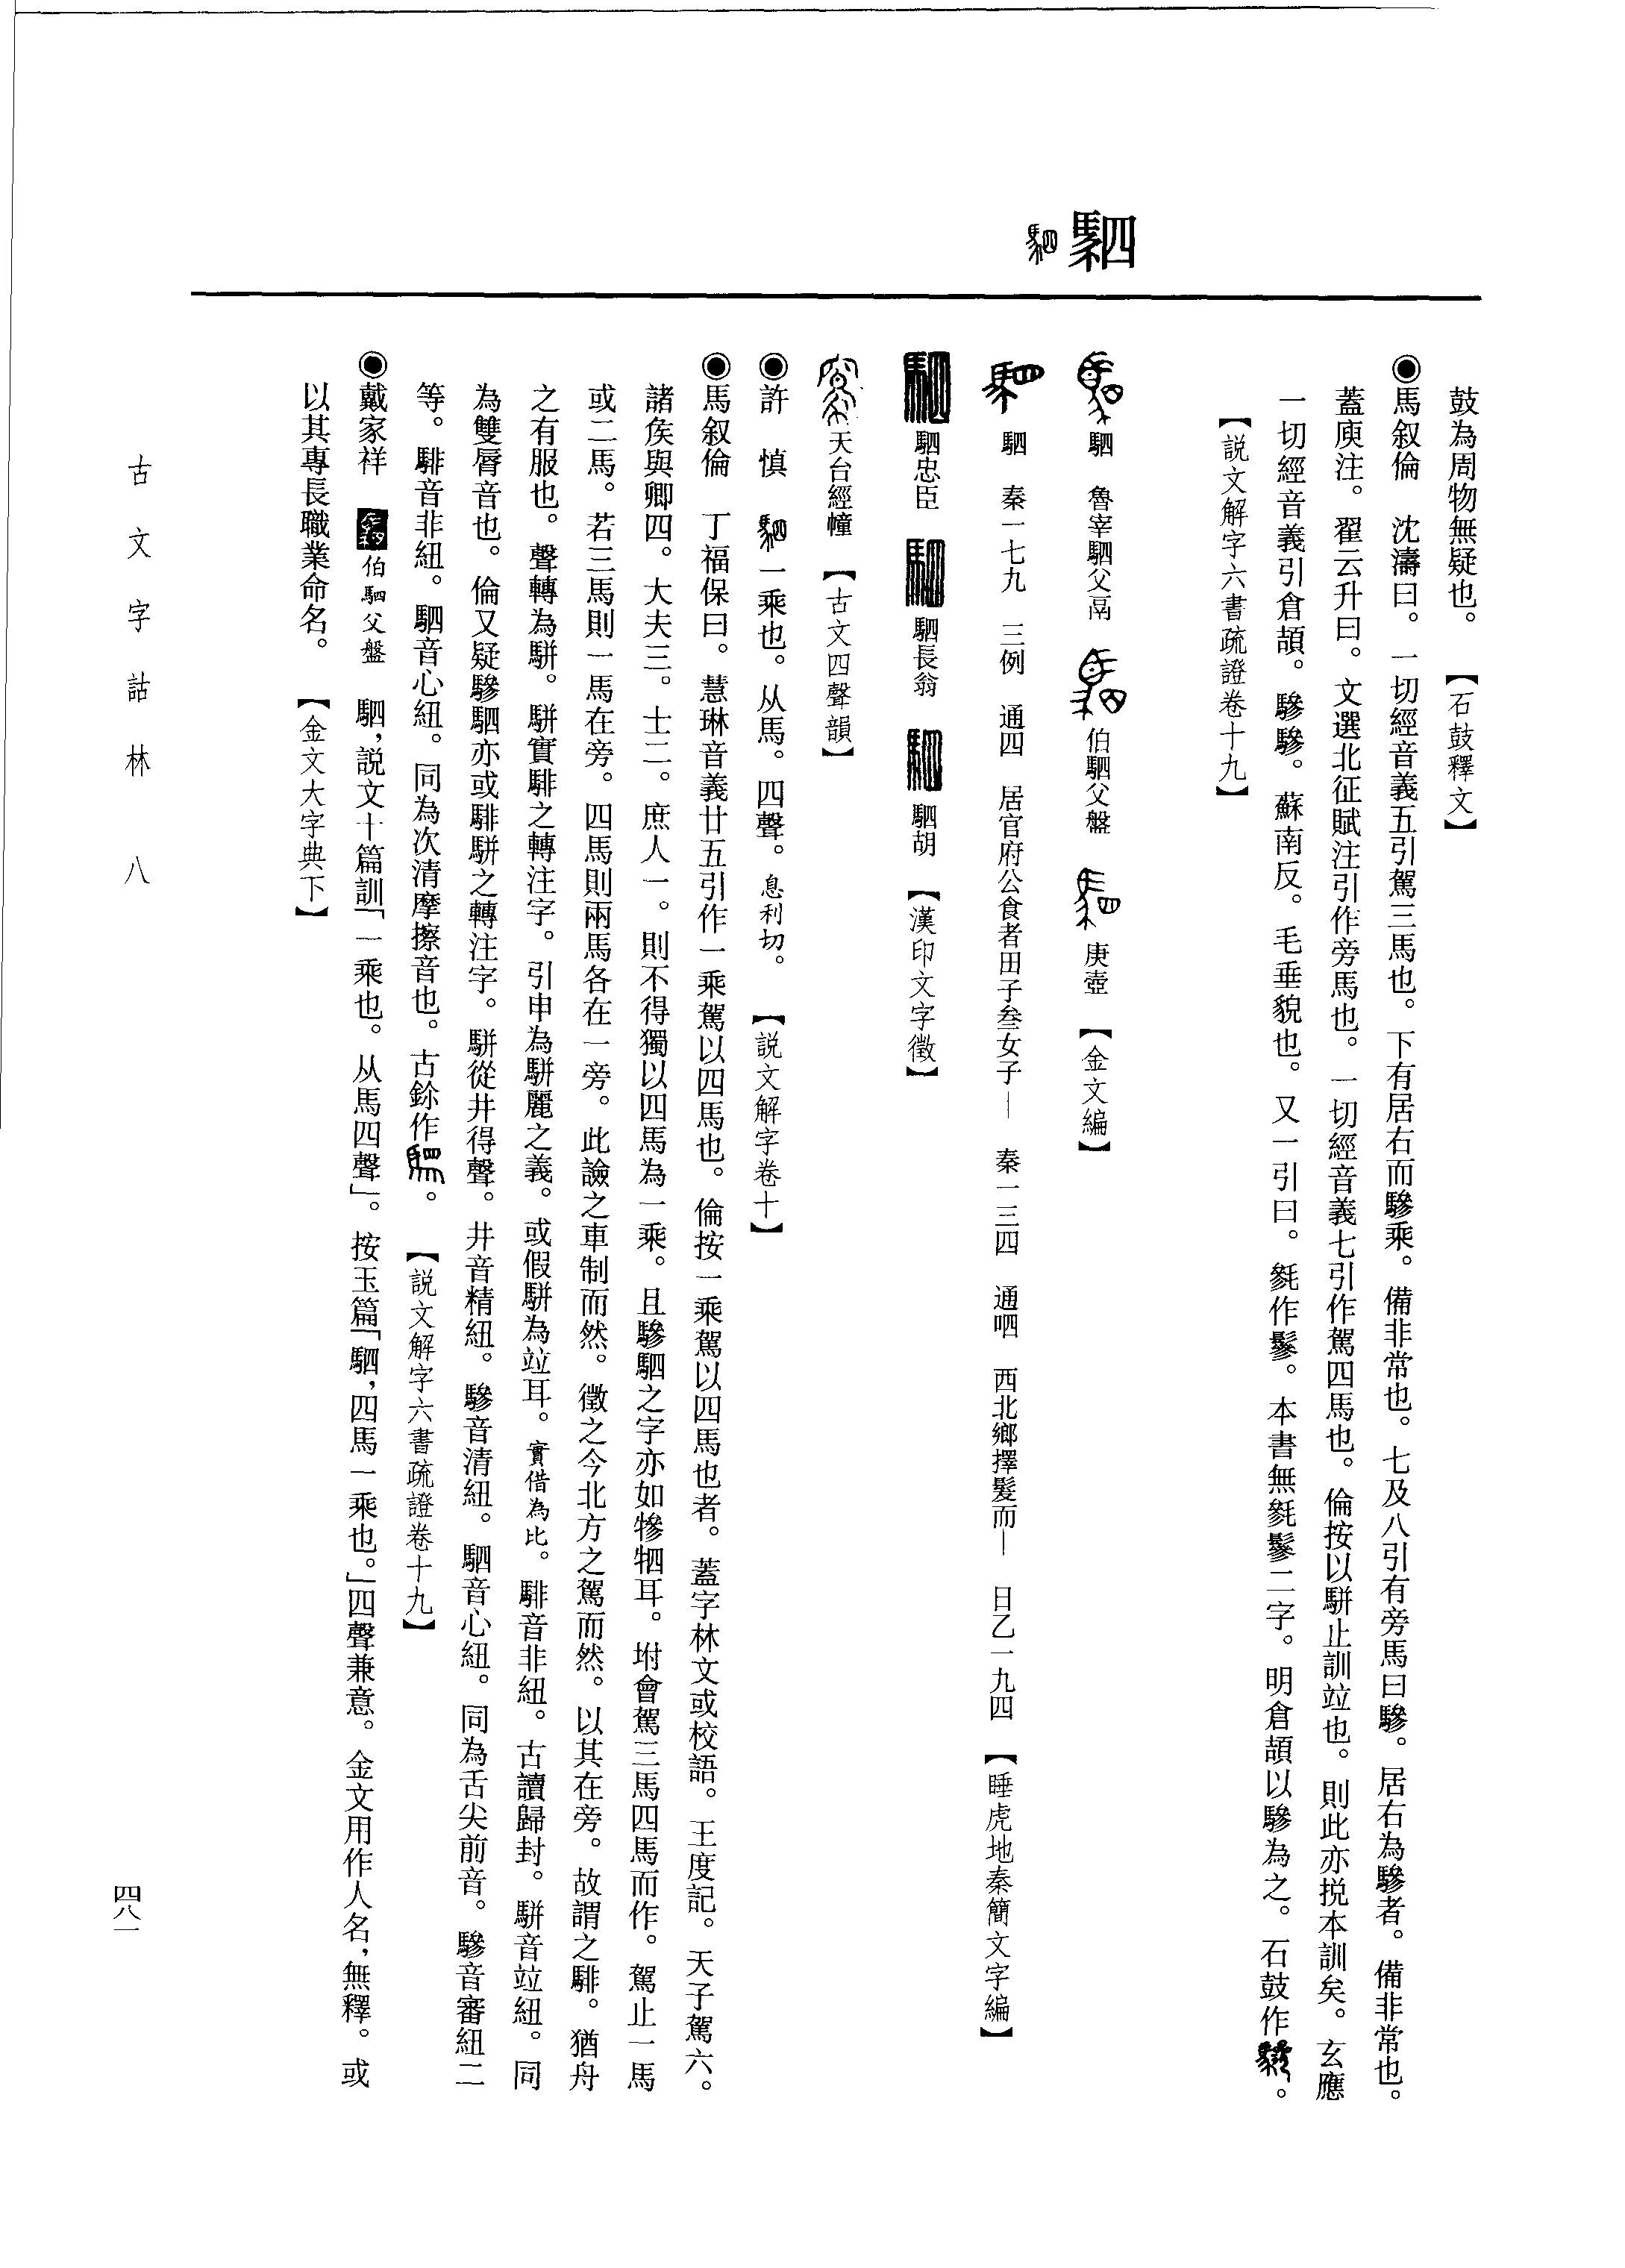 駟
鼓為周物無疑也。　【石鼓釋文】
◉馬叙倫　沈濤曰。一切經音義五引駕三馬也。下有居右而驂乘。備非常也。七及八引有旁馬曰驂。居右為驂者。備非常也。
蓋庾注。翟云升曰。文選北征賦注引作旁馬也。一切經音義七引作駕四馬也。倫按以駢止訓竝也。則此亦捝本訓矣。玄應
一切經音義引倉頡。驂驂。蘇南反。毛垂貌也。又一引曰。毵作鬖。本書無毵鬖二字。明倉頡以驂為之。石鼓作。
【説文解字六書疏證卷十九】
駟　魯宰駟父鬲　伯駟父盤　庚壺　【金文編】
駟　秦一七九　三例　通四　居官府公食者田子叁女子—　秦一三四　通呬　西北鄉擇髮而—　日乙一九四　【睡虎地秦簡文字編】
駟忠臣　駟長翁　駟胡　【漢印文字徵】
天台經幢　【古文四聲韻】
◉許　慎　駟一乘也。从馬。四聲。息利切。　【説文解字卷十】
◉馬叙倫　丁福保曰。慧琳音義廿五引作一乘駕以四馬也。倫按一乘駕以四馬也者。蓋字林文或校語。王度記。天子駕六。
諸矦與卿四。大夫三。士二。庶人一。則不得獨以四馬為一乘。且驂駟之字亦如犙牭耳。坿會駕三馬四馬而作。駕止一馬
或二馬。若三馬則一馬在旁。四馬則兩馬各在一旁。此譣之車制而然。徵之今北方之駕而然。以其在旁。故謂之騑。猶舟
之有服也。聲轉為駢。駢實騑之轉注字。引申為駢麗之義。或假駢為竝耳。實借為比。騑音非紐。古讀歸封。駢音竝紐。同
為雙脣音也。倫又疑驂駟亦或騑駢之轉注字。駢從并得聲。井音精紐。驂音清紐。駟音心紐。同為舌尖前音。驂音審紐二
等。騑音非紐。駟音心紐。同為次清摩擦音也。古鉨作。　【説文解字六書疏證卷十九】
◉戴家祥　伯駟父盤　駟，説文十篇訓「一乘也。从馬四聲」。按玉篇「駟，四馬一乘也。」四聲兼意。金文用作人名，無釋。或
以其專長職業命名。　【金文大字典下】
古文字詁林　八
四八一